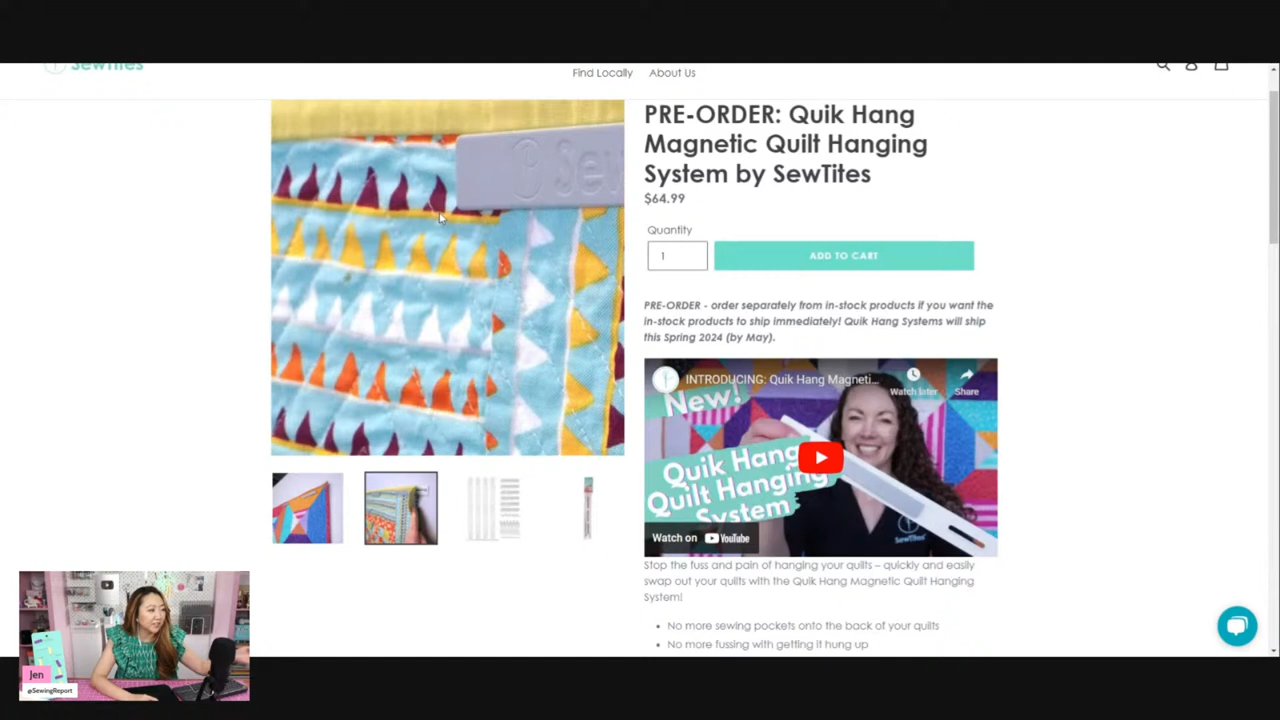 SewTites
Find Locally
About Us
PRE-ORDER: Quik Hang
Magnetic Quilt Hanging
System by SewTites
$64.99
Quantity
1
ADD TO CART
PRE-ORDER - order separately from in-stock products if you want the
in-stock products to ship immediately! Quik Hang Systems will ship
this Spring 2024 (by May).
INTRODUCING: Quik Hang Magneti...
Watch later
Share
New!
Quik Hang
Quilt Hanging
System
SewTites
Watch on YouTube
Stop the fuss and pain of hanging your quilts – quickly and easily
swap out your quilts with the Quik Hang Magnetic Quilt Hanging
System!
• No more sewing pockets onto the back of your quilts
• No more fussing with getting it hung up
Sew
Jen
@SewingReport